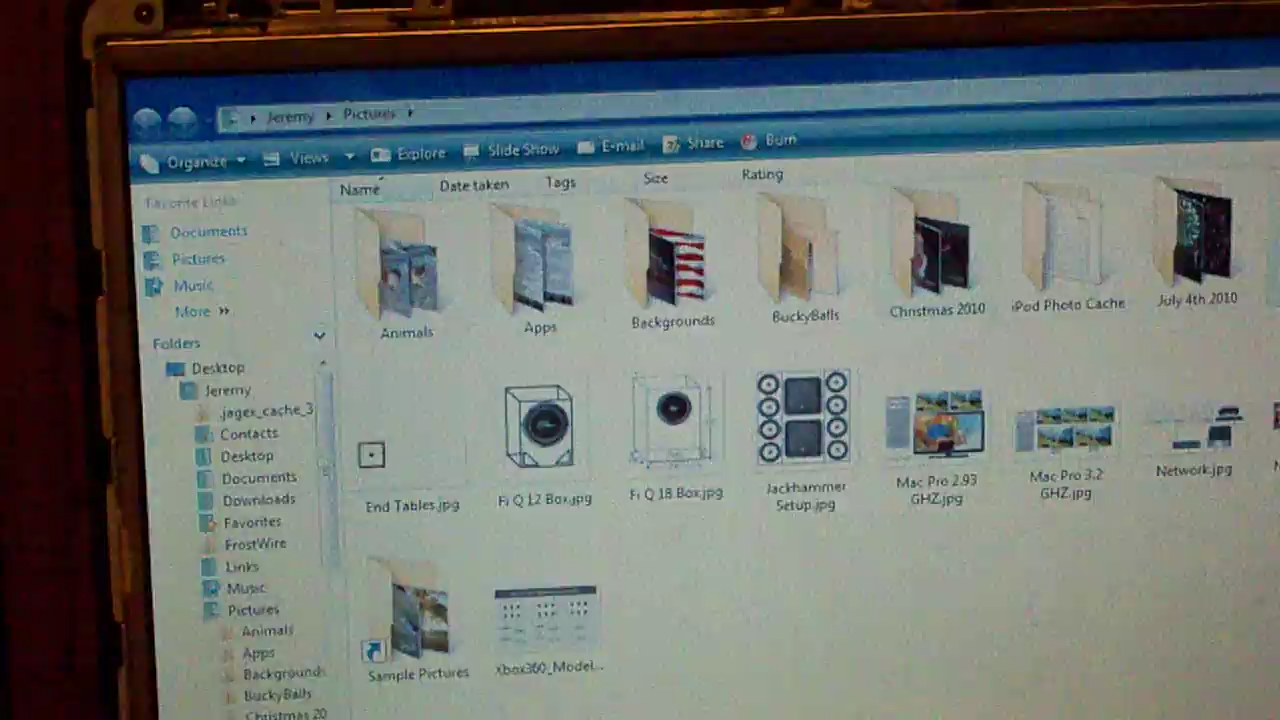 Jeremy Pictures
Organize Views Explore Slide Show E-mail Share Burn
Name Date taken Tags Size Rating
Favorite Links
Documents
Pictures
Music
More »
Folders
Desktop
Jeremy
.jagex_cache_3
Contacts
Desktop
Documents
Downloads
Favorites
FrostWire
Links
Music
Pictures
Animals
Apps
Backgrounds
BuckyBalls
Christmas 20
Animals
Apps
Backgrounds
BuckyBalls
Christmas 2010
iPod Photo Cache
July 4th 2010
End Tables.jpg
Fi Q 12 Box.jpg
Fi Q 18 Box.jpg
Jackhammer
Setup.jpg
Mac Pro 2.93
GHZ.jpg
Mac Pro 3.2
GHZ.jpg
Network.jpg
Sample Pictures
xbox360_Model...